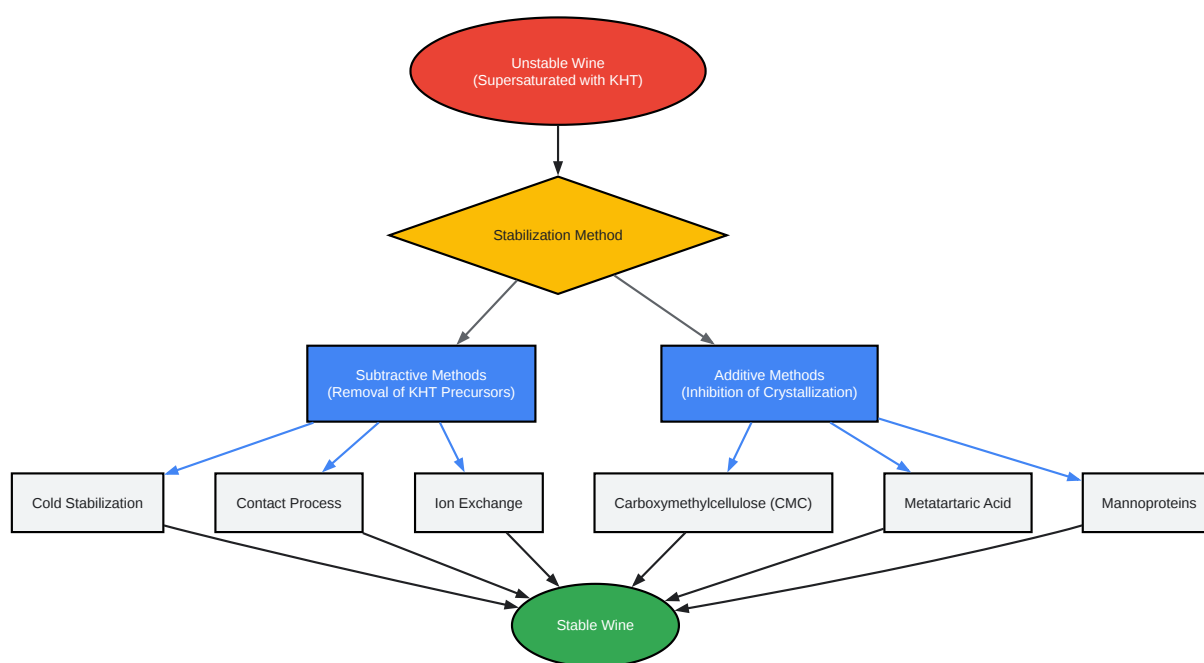 Unstable Wine
(Supersaturated with KHT)
Stabilization Method
Subtractive Methods
(Removal of KHT Precursors)
Additive Methods
(Inhibition of Crystallization)
Cold Stabilization
Contact Process
Ion Exchange
Carboxymethylcellulose (CMC)
Metatartaric Acid
Mannoproteins
Stable Wine